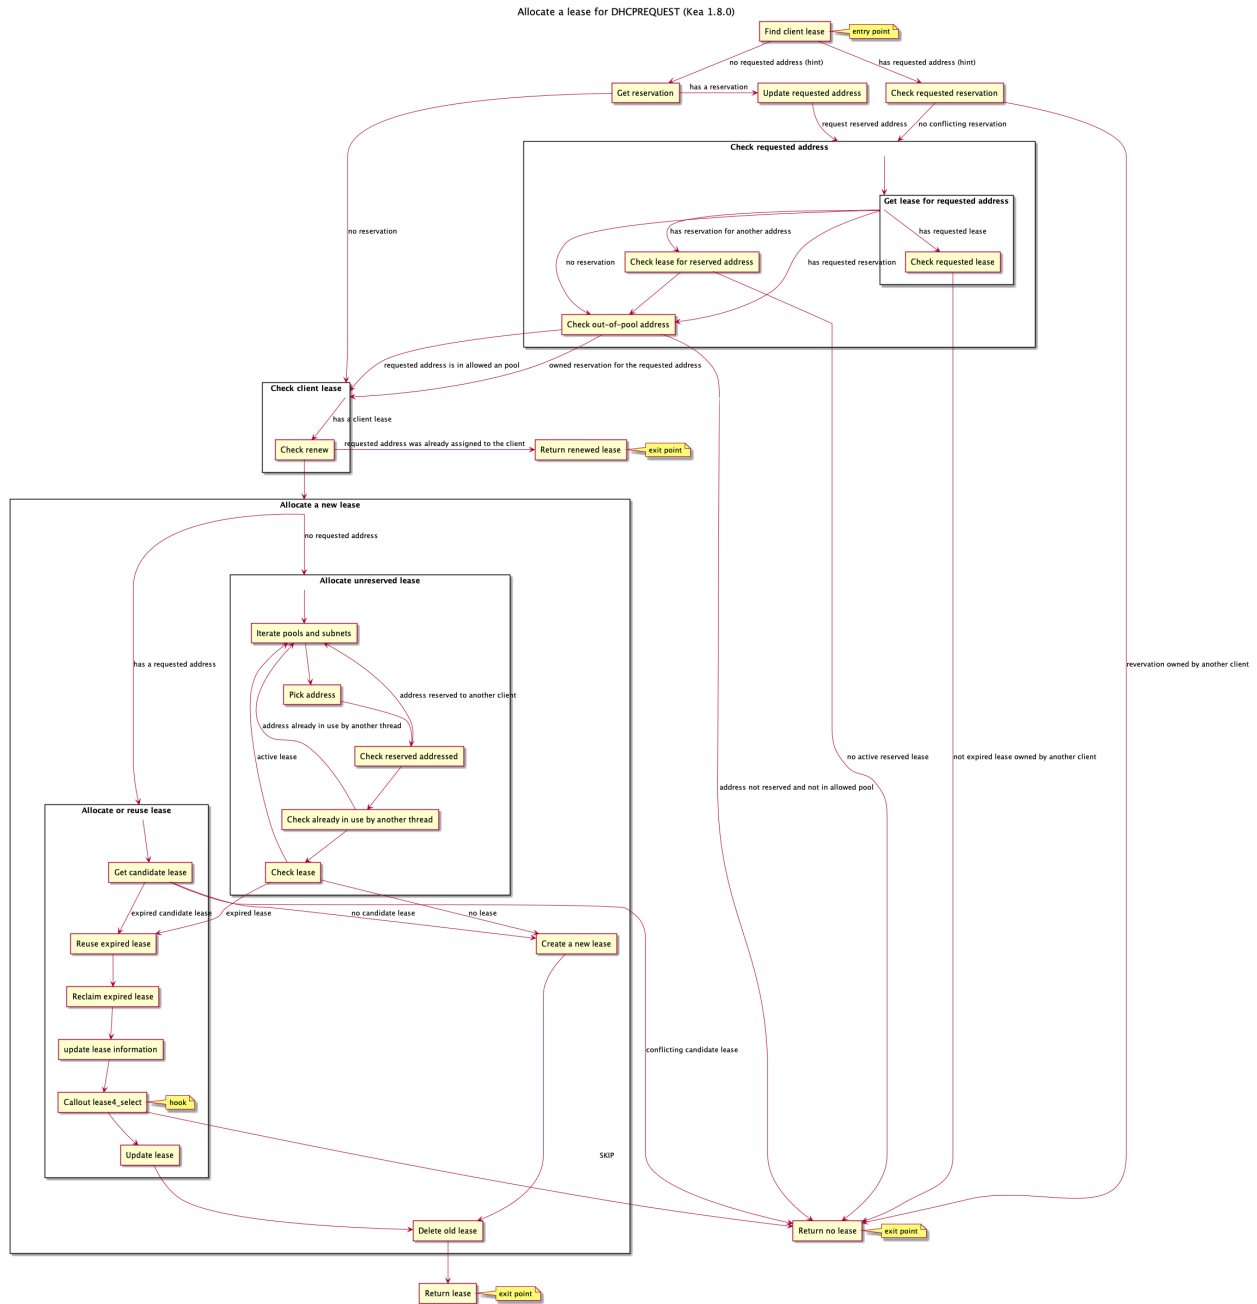 Allocate a lease for DHCPREQUEST (Kea 1.8.0)
Find client lease
entry point
no requested address (hint)
has requested address (hint)
Get reservation
has a reservation
Update requested address
Check requested reservation
request reserved address
no conflicting reservation
Check requested address
Get lease for requested address
no reservation
has reservation for another address
has requested lease
Check lease for reserved address
no reservation
has requested reservation
Check requested lease
Check out-of-pool address
requested address is in allowed an pool
owned reservation for the requested address
Check client lease
has a client lease
Check renew
requested address was already assigned to the client
Return renewed lease
exit point
Allocate a new lease
no requested address
Allocate unreserved lease
Iterate pools and subnets
has a requested address
revervation owned by another client
Pick address
address reserved to another client
address already in use by another thread
Check reserved addressed
active lease
no active reserved lease
not expired lease owned by another client
address not reserved and not in allowed pool
Allocate or reuse lease
Check already in use by another thread
Get candidate lease
Check lease
expired candidate lease
expired lease
no candidate lease
no lease
Reuse expired lease
Create a new lease
Reclaim expired lease
update lease information
conflicting candidate lease
Callout lease4_select
hook
Update lease
SKIP
Delete old lease
Return no lease
exit point
Return lease
exit point